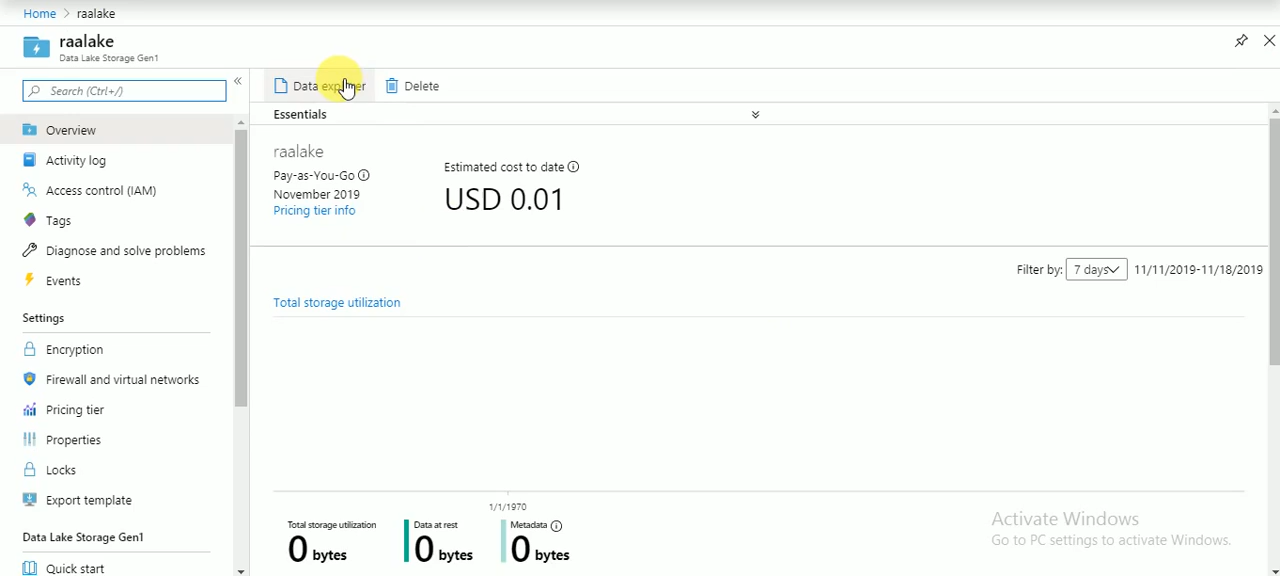 Home > raalake
raalake
Data Lake Storage Gen1
Search (Ctrl+/)
«
Overview
Activity log
Access control (IAM)
Tags
Diagnose and solve problems
Events
Settings
Encryption
Firewall and virtual networks
Pricing tier
Properties
Locks
Export template
Data Lake Storage Gen1
Quick start
Data explorer
Delete
Essentials
raalake
Pay-as-You-Go
November 2019
Pricing tier info
Estimated cost to date
USD 0.01
Filter by: 7 days 11/11/2019-11/18/2019
Total storage utilization
1/1/1970
Total storage utilization
0 bytes
Data at rest
0 bytes
Metadata
0 bytes
Activate Windows
Go to PC settings to activate Windows.